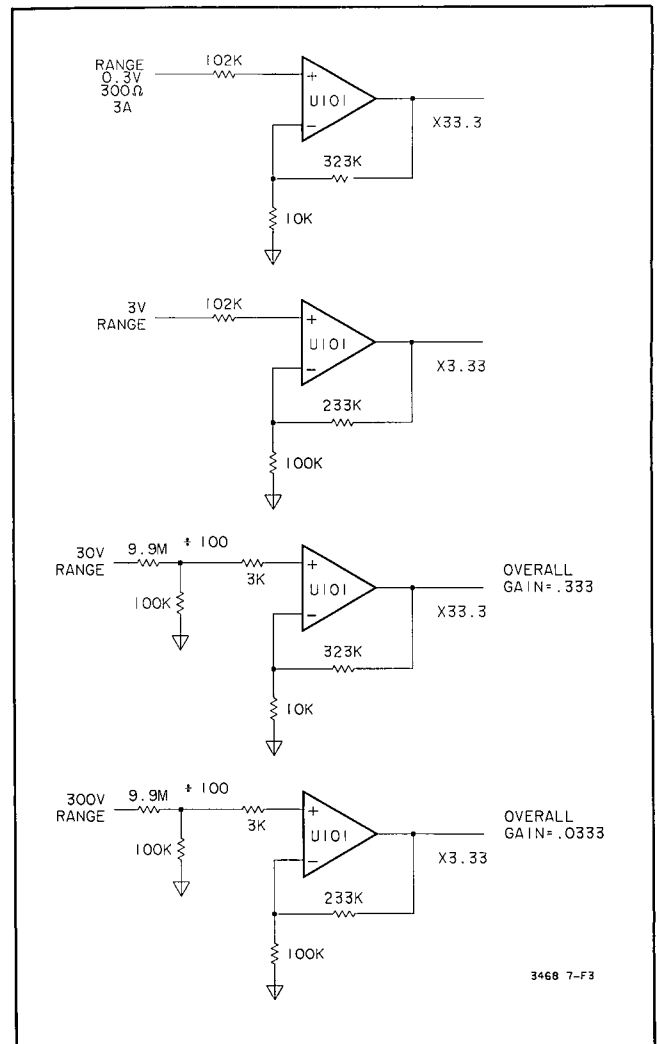 RANGE
0.3V
300Ω
3A
102K
+
U101
-
X33.3
323K
10K
3V
RANGE
102K
+
U101
-
X3.33
233K
100K
30V
RANGE
9.9M
÷ 100
3K
100K
+
U101
-
X33.3
OVERALL
GAIN=.333
323K
10K
300V
RANGE
9.9M
÷ 100
3K
100K
+
U101
-
X3.33
OVERALL
GAIN=.0333
233K
100K
3468 7-F3